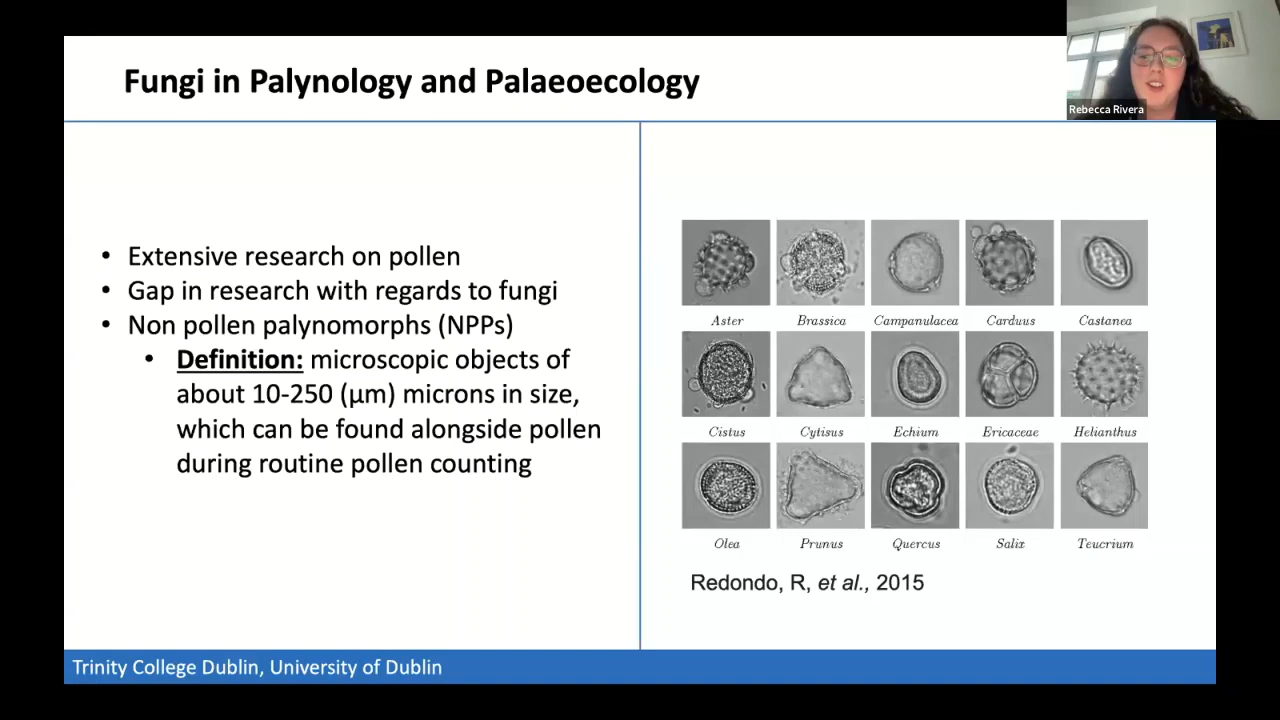 Fungi in Palynology and Palaeoecology
Rebecca Rivera
• Extensive research on pollen
• Gap in research with regards to fungi
• Non pollen palynomorphs (NPPs)
• Definition: microscopic objects of
about 10-250 (μm) microns in size,
which can be found alongside pollen
during routine pollen counting
Aster Brassica Campanulacea Carduus Castanea
Cistus Cytisus Echium Ericaceae Helianthus
Olea Prunus Quercus Salix Teucrium
Redondo, R, et al., 2015
Trinity College Dublin, University of Dublin